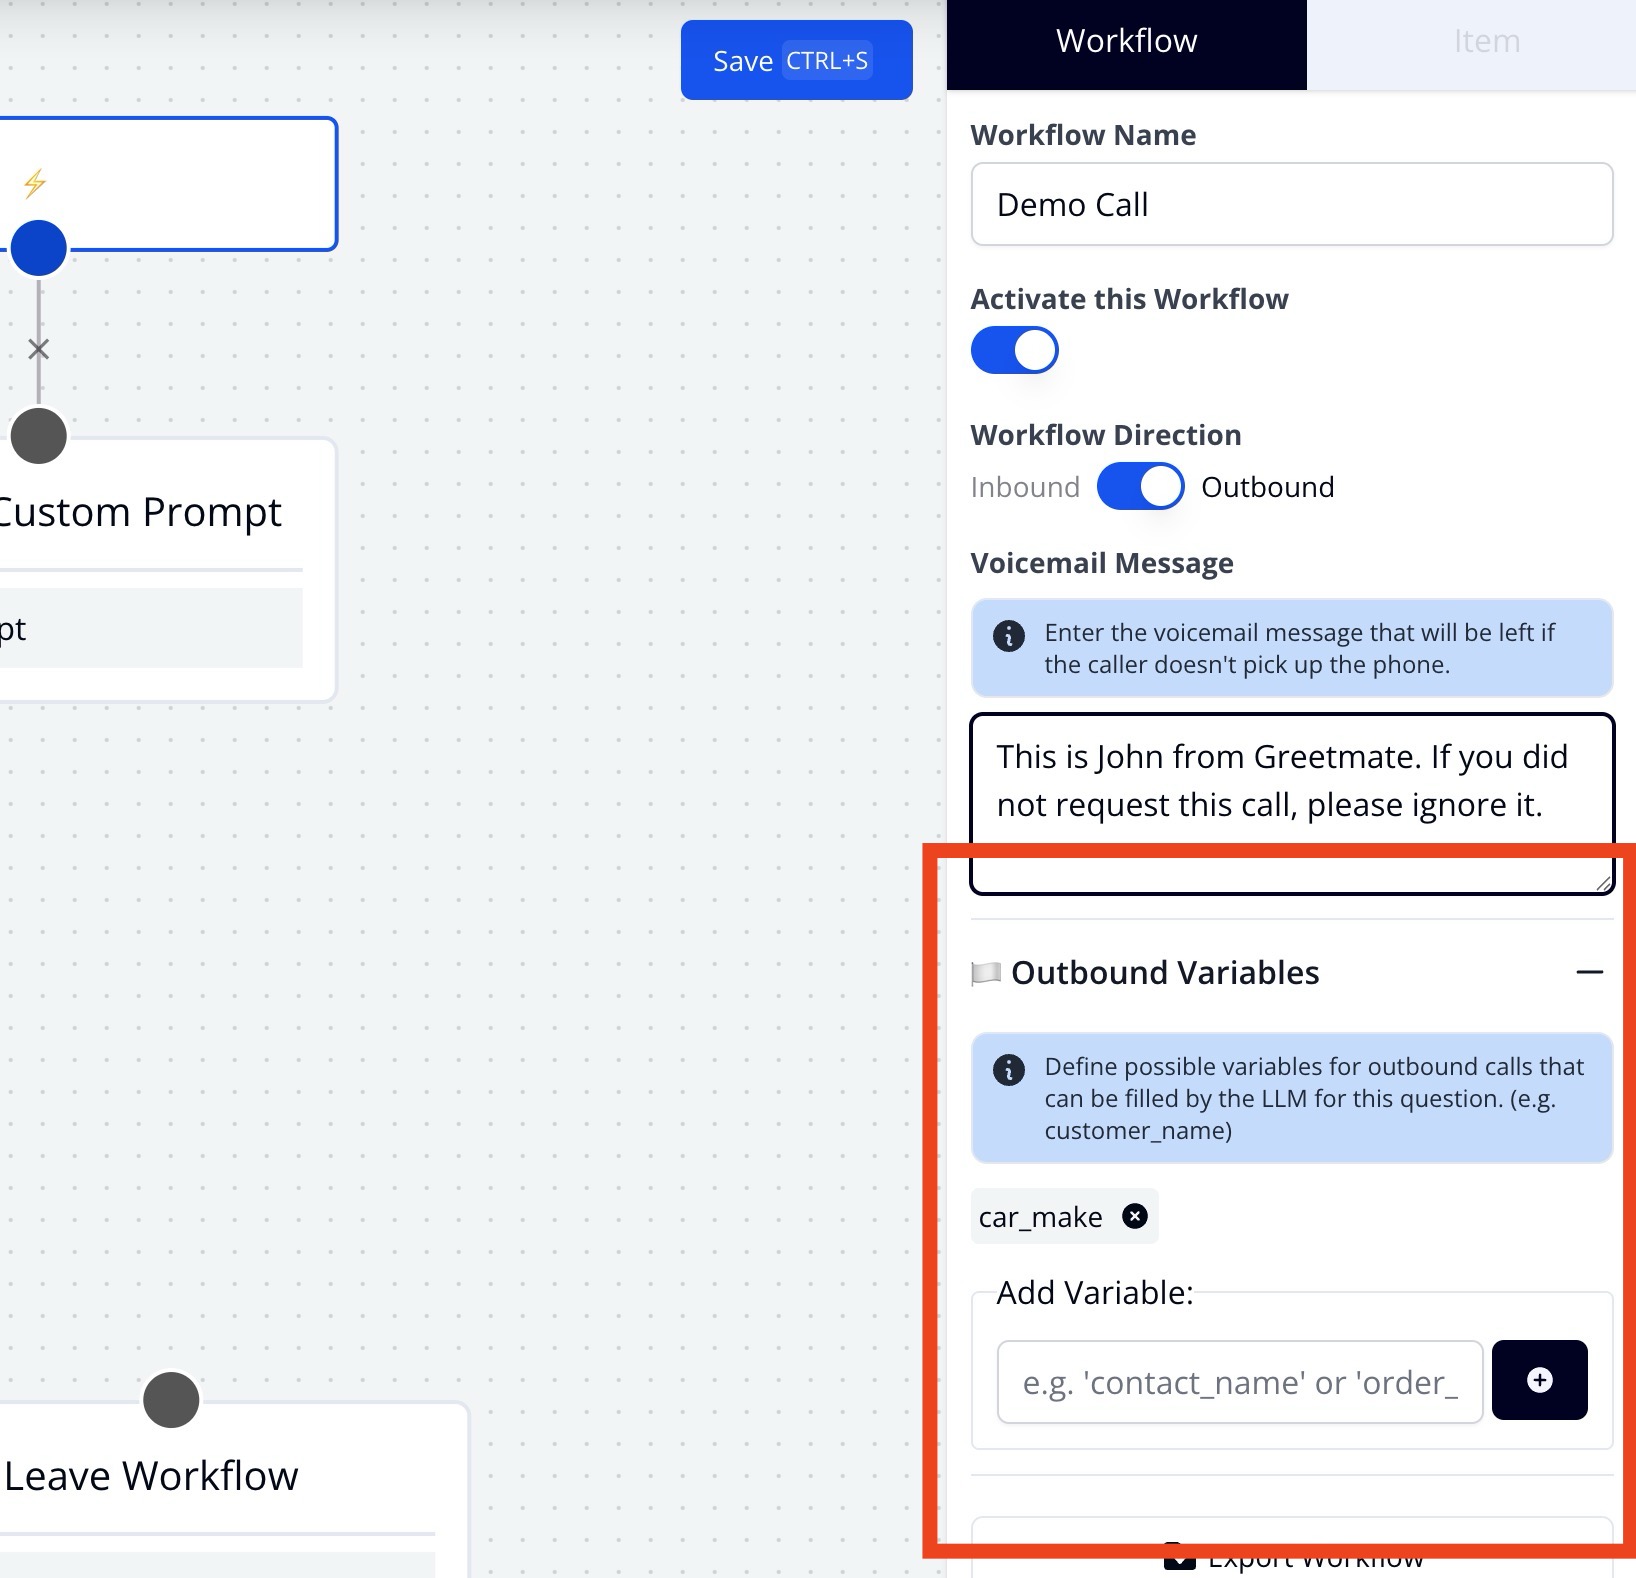 Save CTRL+S
Custom Prompt
pt
Leave Workflow
Workflow
Item
Workflow Name
Demo Call
Activate this Workflow
Workflow Direction
Inbound
Outbound
Voicemail Message
Enter the voicemail message that will be left if
the caller doesn't pick up the phone.
This is John from Greetmate. If you did
not request this call, please ignore it.
Outbound Variables
Define possible variables for outbound calls that
can be filled by the LLM for this question. (e.g.
customer_name)
car_make
Add Variable:
e.g. 'contact_name' or 'order_
Export Workflow